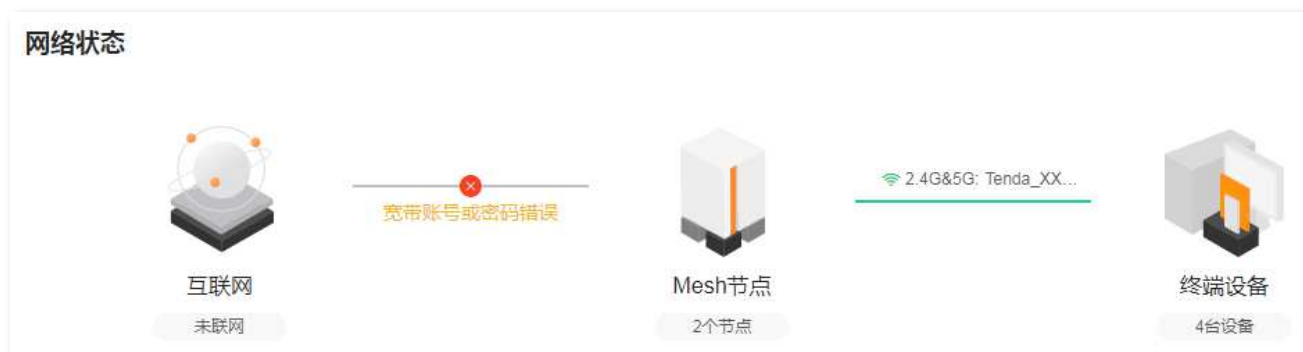 网络状态
2.4G&5G: Tenda_XX...
宽带账号或密码错误
互联网
Mesh节点
终端设备
未联网
2个节点
4台设备